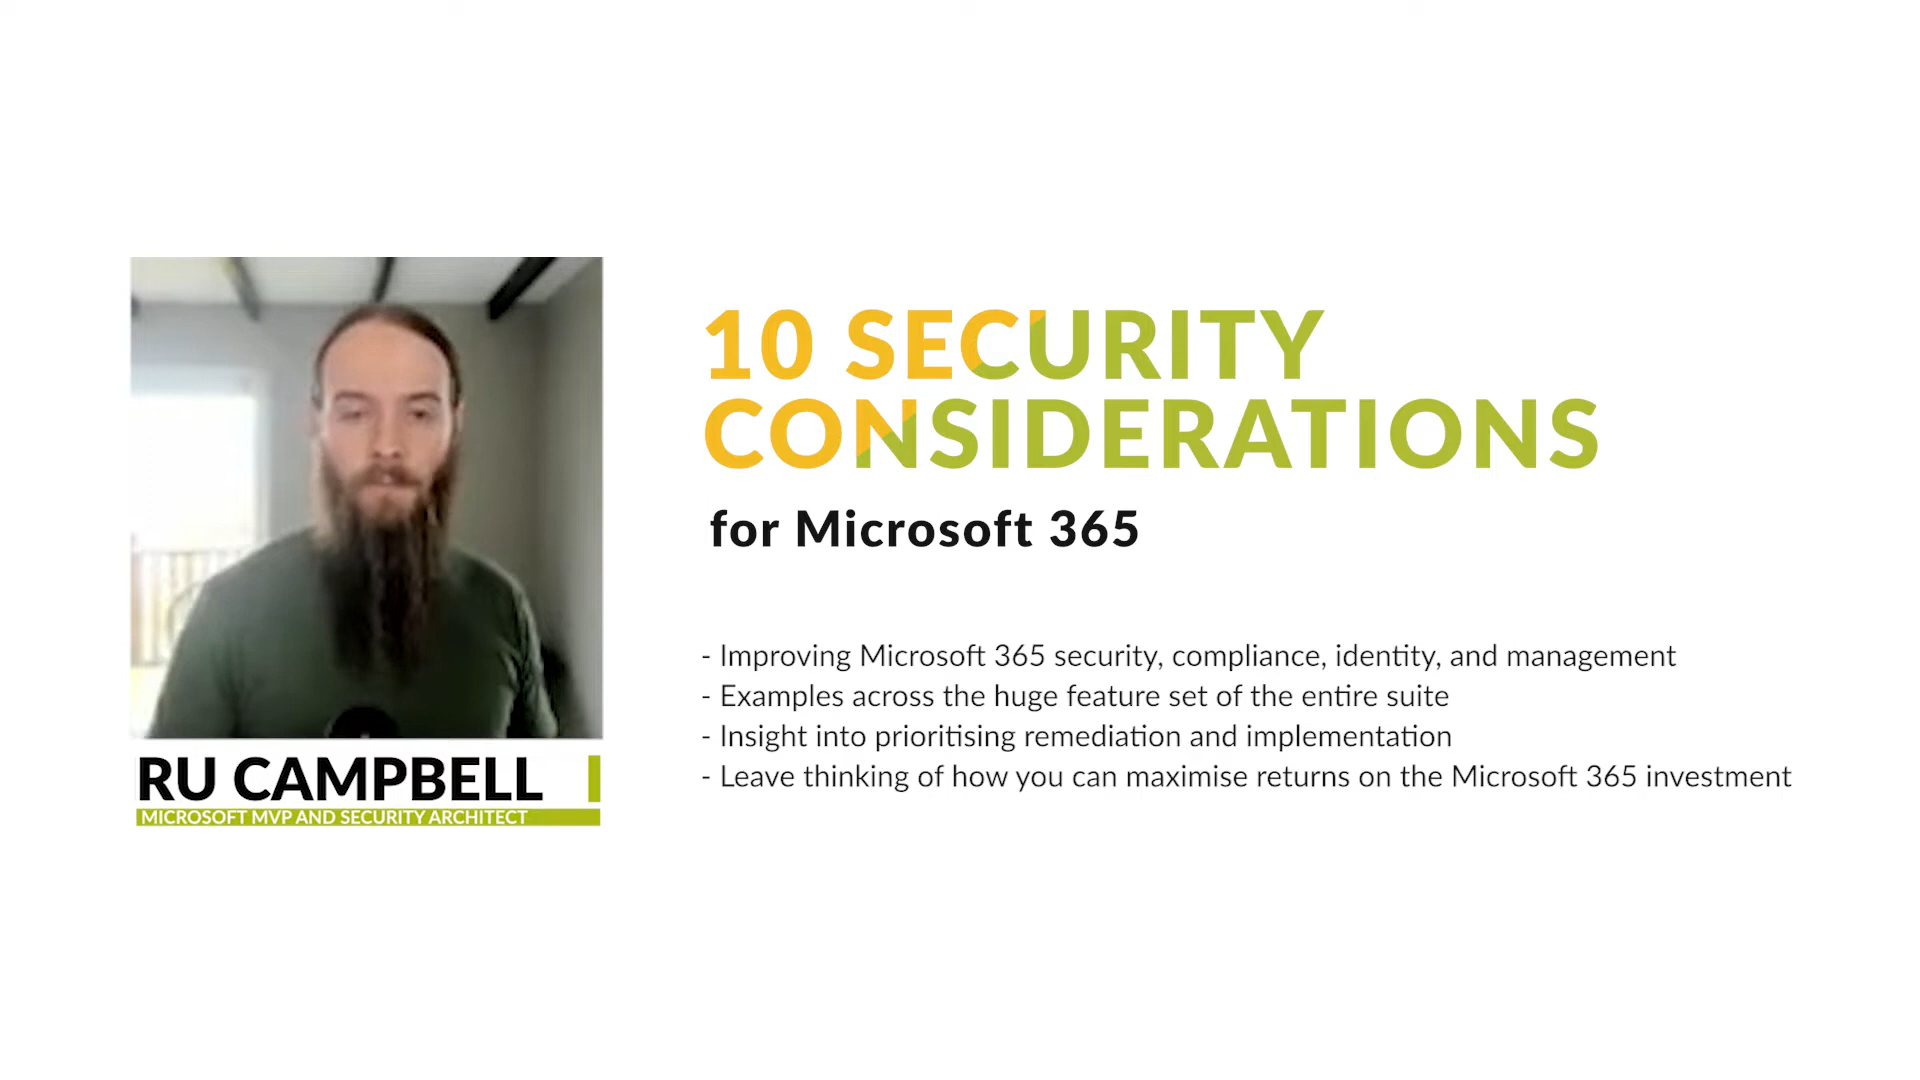 10 SECURITY
CONSIDERATIONS
for Microsoft 365
- Improving Microsoft 365 security, compliance, identity, and management
- Examples across the huge feature set of the entire suite
- Insight into prioritising remediation and implementation
- Leave thinking of how you can maximise returns on the Microsoft 365 investment
RU CAMPBELL
MICROSOFT MVP AND SECURITY ARCHITECT